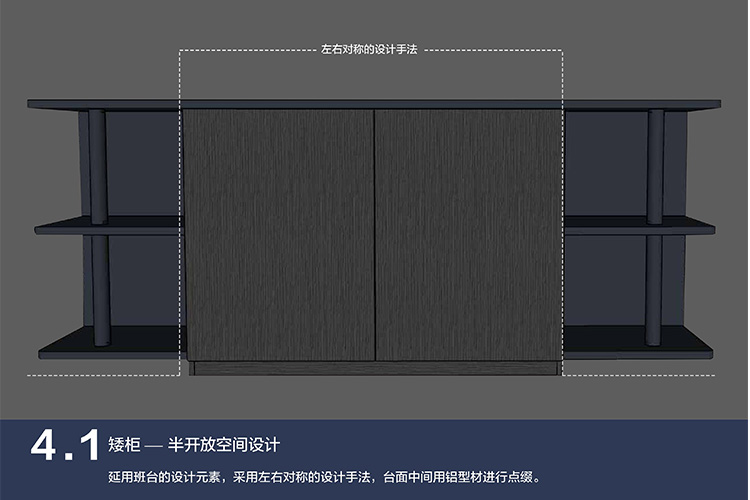 左右对称的设计手法
4.1 矮柜 — 半开放空间设计
延用班台的设计元素，采用左右对称的设计手法，台面中间用铝型材进行点缀。